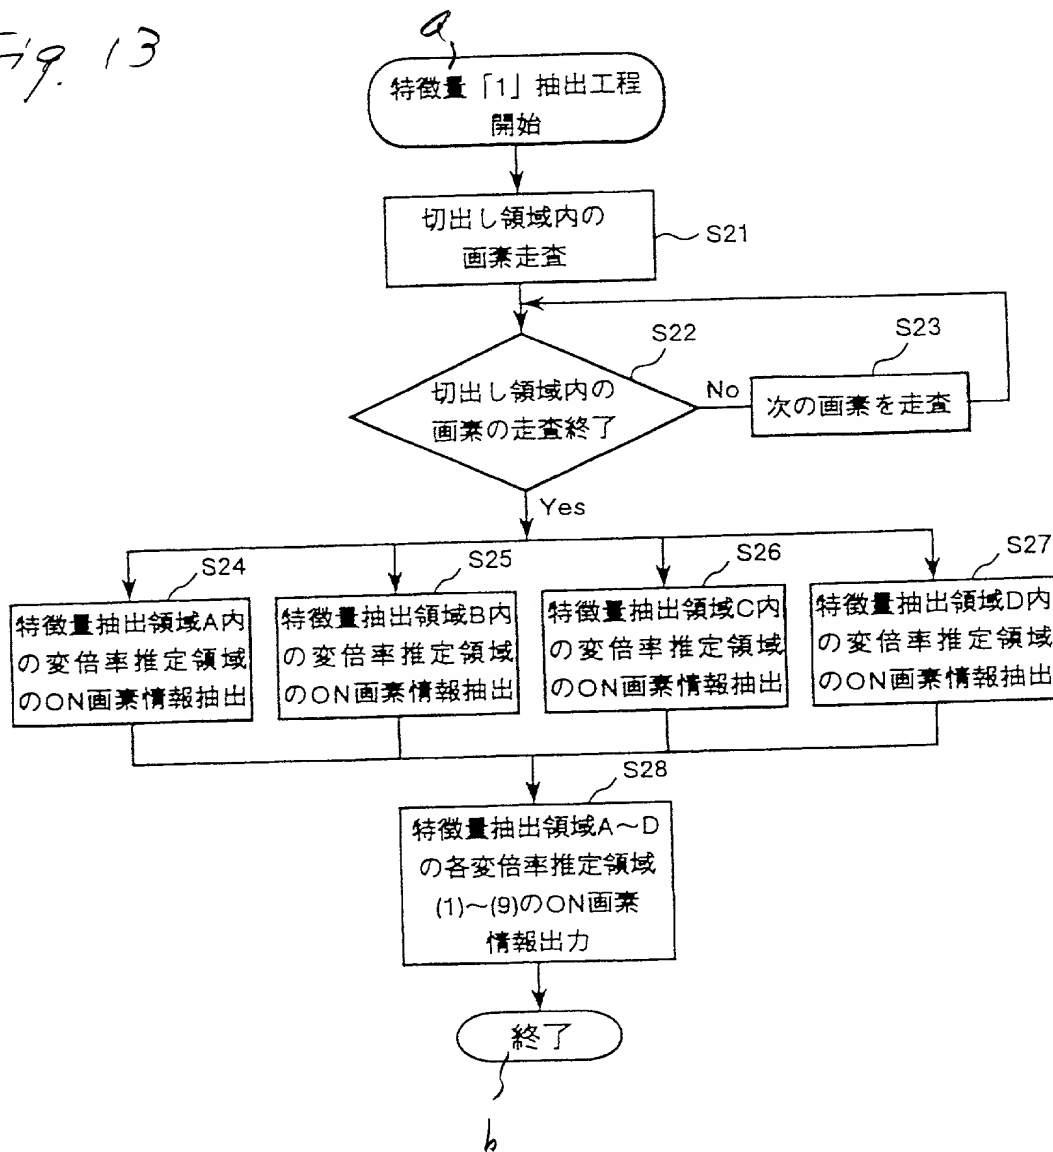 Fig. 13
a
特徴量「1」抽出工程
開始
切出し領域内の
画素走査
S21
S22
切出し領域内の
画素の走査終了
No
S23
次の画素を走査
Yes
S24
特徴量抽出領域A内
の変倍率推定領域
のON画素情報抽出
S25
特徴量抽出領域B内
の変倍率推定領域
のON画素情報抽出
S26
特徴量抽出領域C内
の変倍率推定領域
のON画素情報抽出
S27
特徴量抽出領域D内
の変倍率推定領域
のON画素情報抽出
S28
特徴量抽出領域A～D
の各変倍率推定領域
(1)～(9)のON画素
情報出力
終了
b